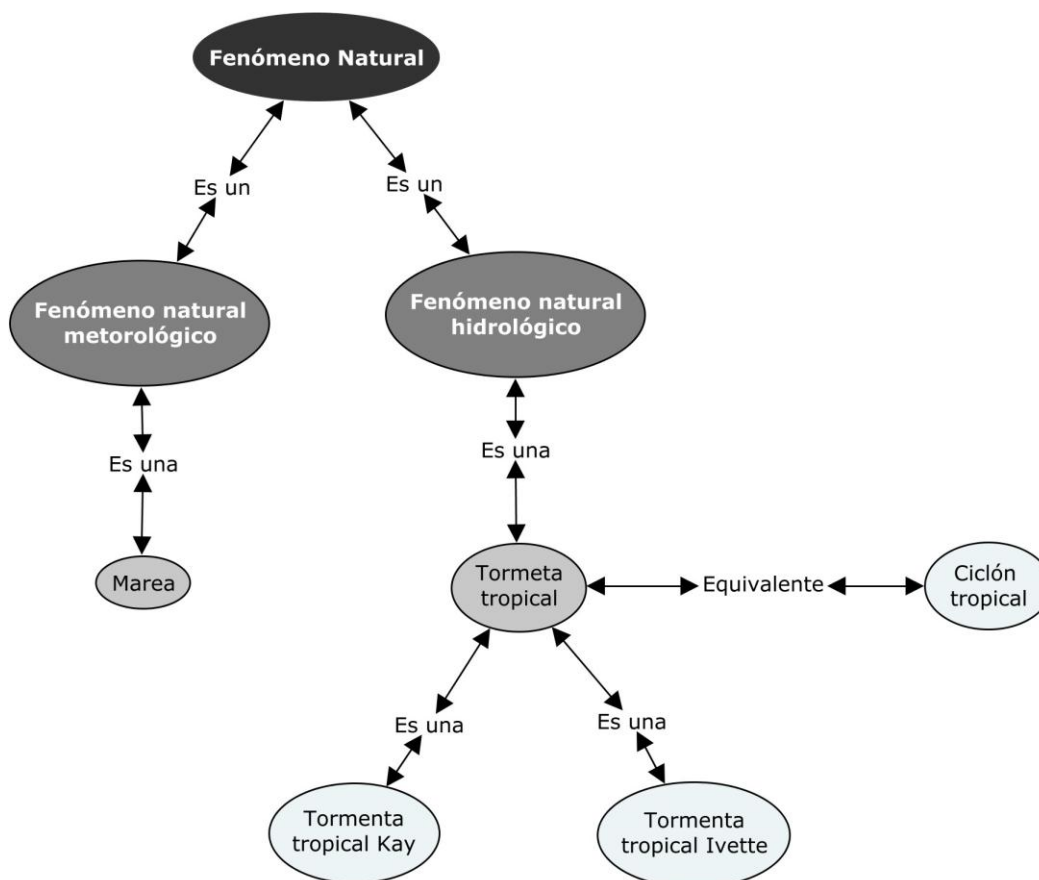 Fenómeno Natural
Es un
Es un
Fenómeno natural
metorológico
Fenómeno natural
hidrológico
Es una
Es una
Marea
Tormeta
tropical
Equivalente
Ciclón
tropical
Es una
Es una
Tormenta
tropical Kay
Tormenta
tropical Ivette